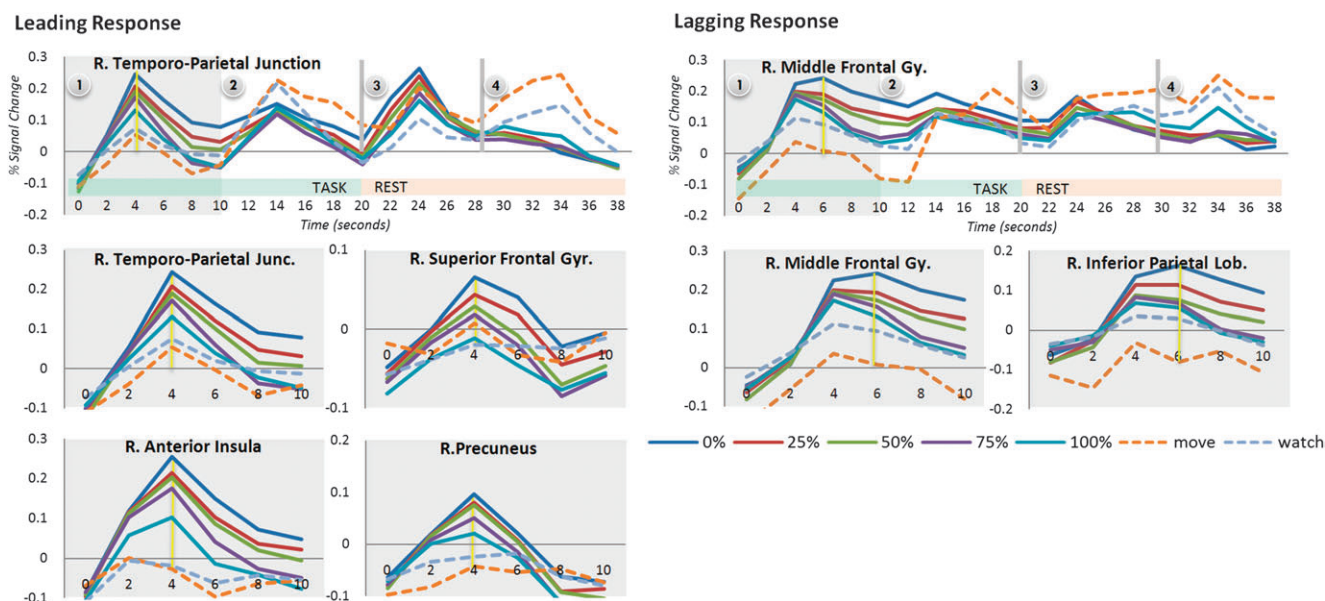 Leading Response
R. Temporo-Parietal Junction
% Signal Change
0.3
0.2
0.1
0
-0.1
-0.2
1
2
3
4
TASK
REST
0 2 4 6 8 10 12 14 16 18 20 22 24 26 28 30 32 34 36 38
Time (seconds)
R. Temporo-Parietal Junc.
0.3
0.2
0.1
0
-0.1
0 2 4 6 8 10
R. Superior Frontal Gyr.
0.1
0
-0.1
0 2 4 6 8 10
R. Anterior Insula
0.3
0.2
0.1
0
-0.1
0 2 4 6 8 10
R.Precuneus
0.2
0.1
0
-0.1
0 2 4 6 8 10
Lagging Response
R. Middle Frontal Gy.
% Signal Change
0.3
0.2
0.1
0
-0.1
-0.2
1
2
3
4
TASK
REST
0 2 4 6 8 10 12 14 16 18 20 22 24 26 28 30 32 34 36 38
Time (seconds)
R. Middle Frontal Gy.
0.3
0.2
0.1
0
-0.1
0 2 4 6 8 10
R. Inferior Parietal Lob.
0.2
0.1
0
-0.1
-0.2
0 2 4 6 8 10
0% 25% 50% 75% 100% move watch